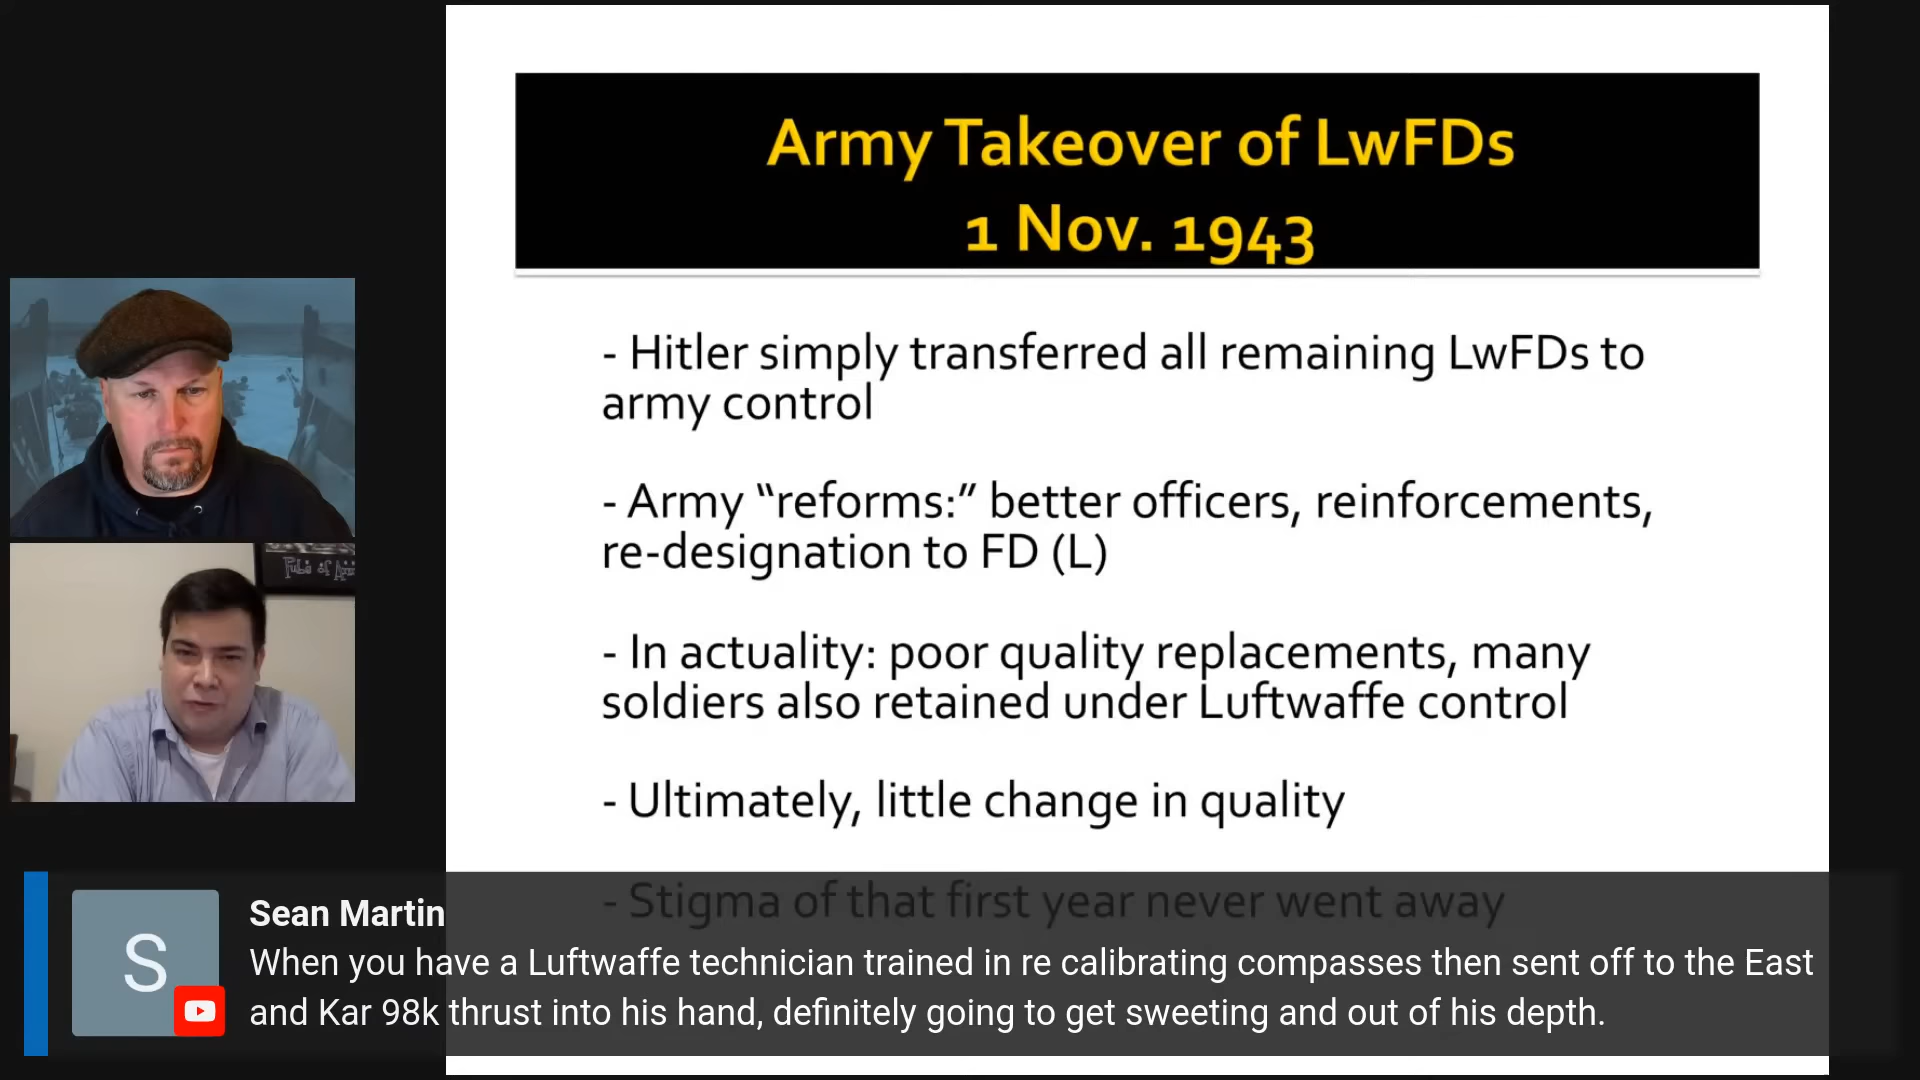 Army Takeover of LwFDs
1 Nov. 1943
- Hitler simply transferred all remaining LwFDs to
army control
- Army “reforms:” better officers, reinforcements,
re-designation to FD (L)
- In actuality: poor quality replacements, many
soldiers also retained under Luftwaffe control
- Ultimately, little change in quality
- Stigma of that first year never went away
Pubs of
S
Sean Martin
When you have a Luftwaffe technician trained in re calibrating compasses then sent off to the East
and Kar 98k thrust into his hand, definitely going to get sweeting and out of his depth.